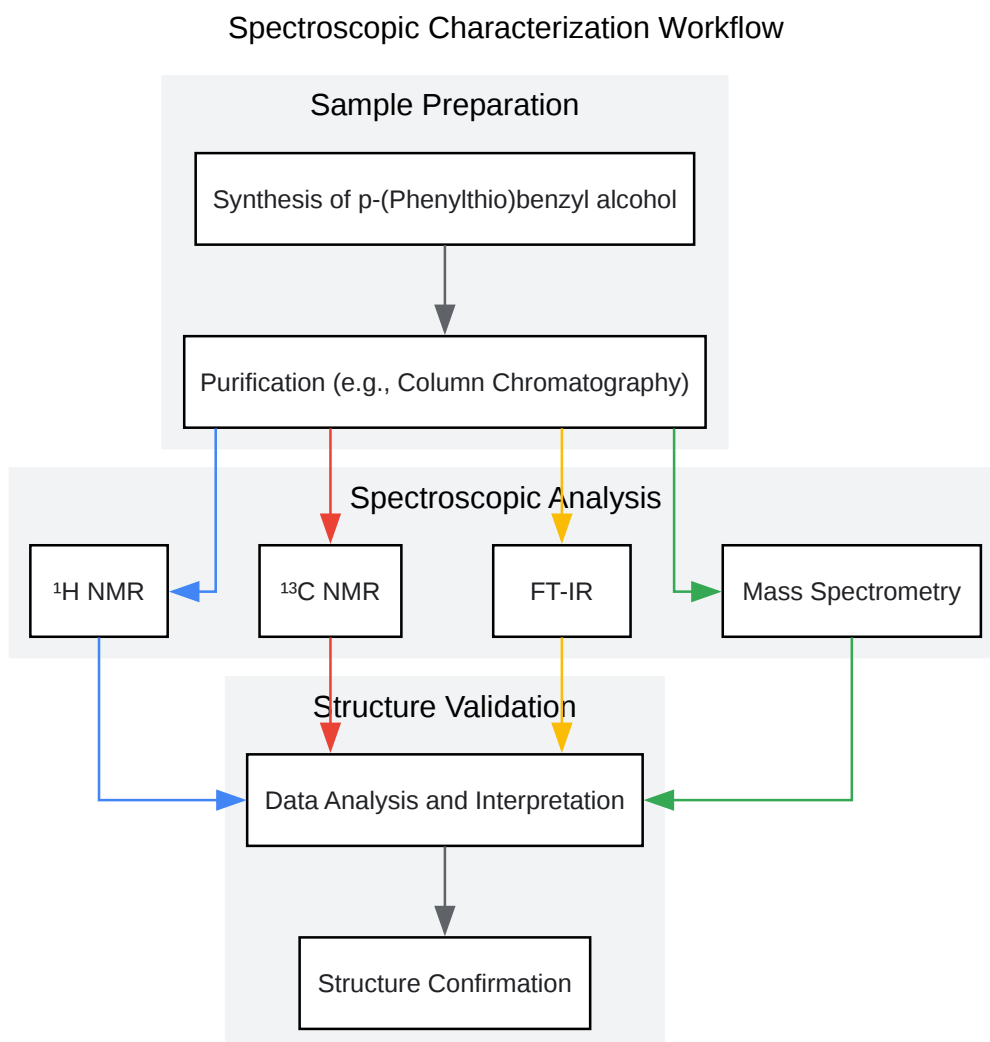 Spectroscopic Characterization Workflow
Sample Preparation
Synthesis of p-(Phenylthio)benzyl alcohol
Purification (e.g., Column Chromatography)
Spectroscopic Analysis
¹H NMR
¹³C NMR
FT-IR
Mass Spectrometry
Structure Validation
Data Analysis and Interpretation
Structure Confirmation